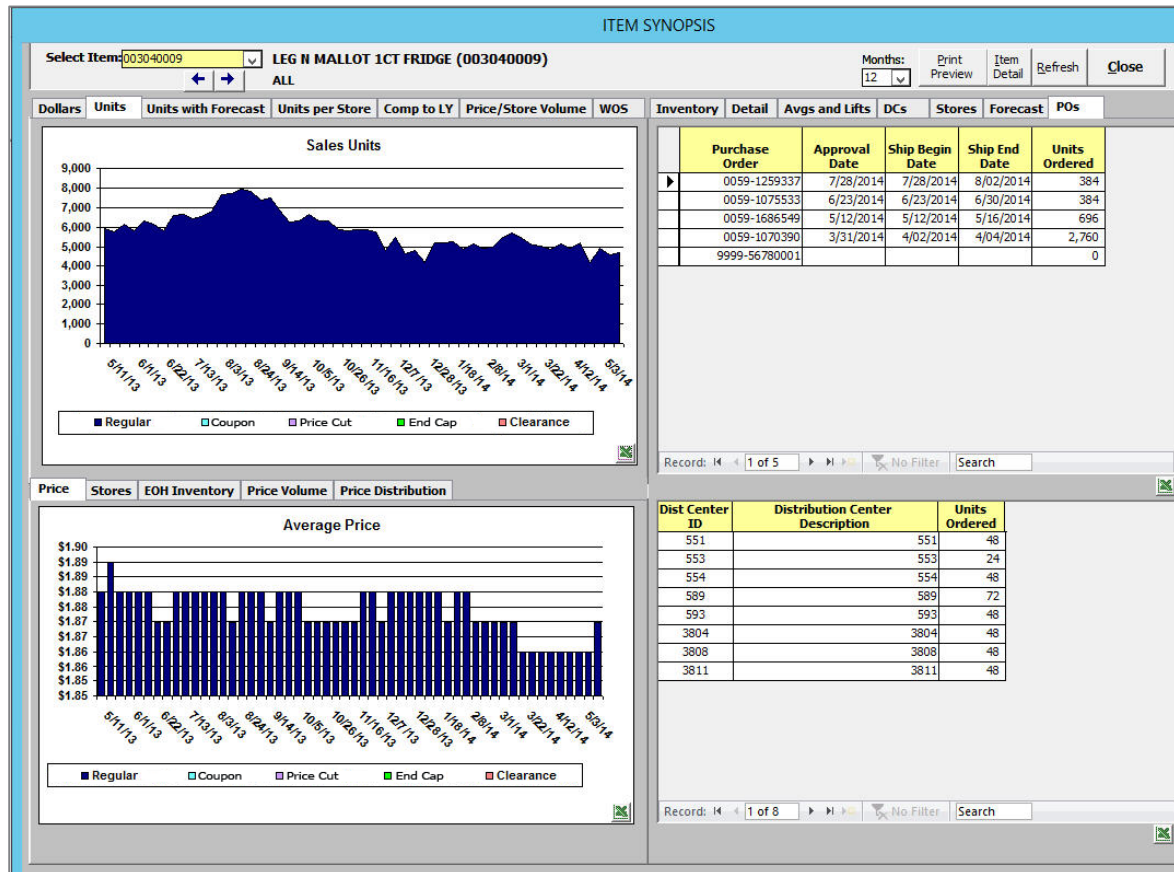 ITEM SYNOPSIS
Select Item: 003040009 LEG N MALLOT 1CT FRIDGE (003040009)
ALL
Months: 12
Print Preview
Item Detail
Refresh
Close
Dollars Units Units with Forecast Units per Store Comp to LY Price/Store Volume WOS
Sales Units
9,000
8,000
7,000
6,000
5,000
4,000
3,000
2,000
1,000
0
5/11/13 6/1/13 6/22/13 7/13/13 8/3/13 8/24/13 9/14/13 10/5/13 10/26/13 11/16/13 12/7/13 12/28/13 1/18/14 2/8/14 3/1/14 3/22/14 4/12/14 5/3/14
Regular Coupon Price Cut End Cap Clearance
Inventory Detail Avgs and Lifts DCs Stores Forecast POs
Purchase Order Approval Date Ship Begin Date Ship End Date Units Ordered
0059-1259337 7/28/2014 7/28/2014 8/02/2014 384
0059-1075533 6/23/2014 6/23/2014 6/30/2014 384
0059-1686549 5/12/2014 5/12/2014 5/16/2014 696
0059-1070390 3/31/2014 4/02/2014 4/04/2014 2,760
9999-56780001 0
Record: 1 of 5 No Filter Search
Price Stores EOH Inventory Price Volume Price Distribution
Average Price
$1.90
$1.89
$1.89
$1.88
$1.88
$1.87
$1.87
$1.86
$1.86
$1.85
$1.85
5/11/13 6/1/13 6/22/13 7/13/13 8/3/13 8/24/13 9/14/13 10/5/13 10/26/13 11/16/13 12/7/13 12/28/13 1/18/14 2/8/14 3/1/14 3/22/14 4/12/14 5/3/14
Regular Coupon Price Cut End Cap Clearance
Dist Center ID Distribution Center Description Units Ordered
551 551 48
553 553 24
554 554 48
589 589 72
593 593 48
3804 3804 48
3808 3808 48
3811 3811 48
Record: 1 of 8 No Filter Search